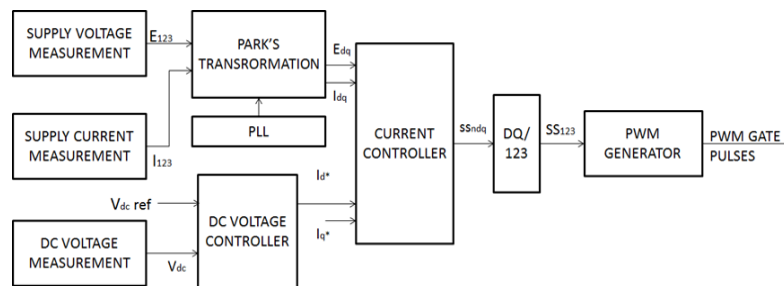 SUPPLY VOLTAGE
MEASUREMENT
E123
PARK'S
TRANSRORMATION
Edq
Idq
PLL
SUPPLY CURRENT
MEASUREMENT
I123
CURRENT
CONTROLLER
ssndq
DQ/
123
SS123
PWM
GENERATOR
PWM GATE
PULSES
Vdc ref
DC VOLTAGE
CONTROLLER
Id*
Iq*
DC VOLTAGE
MEASUREMENT
Vdc